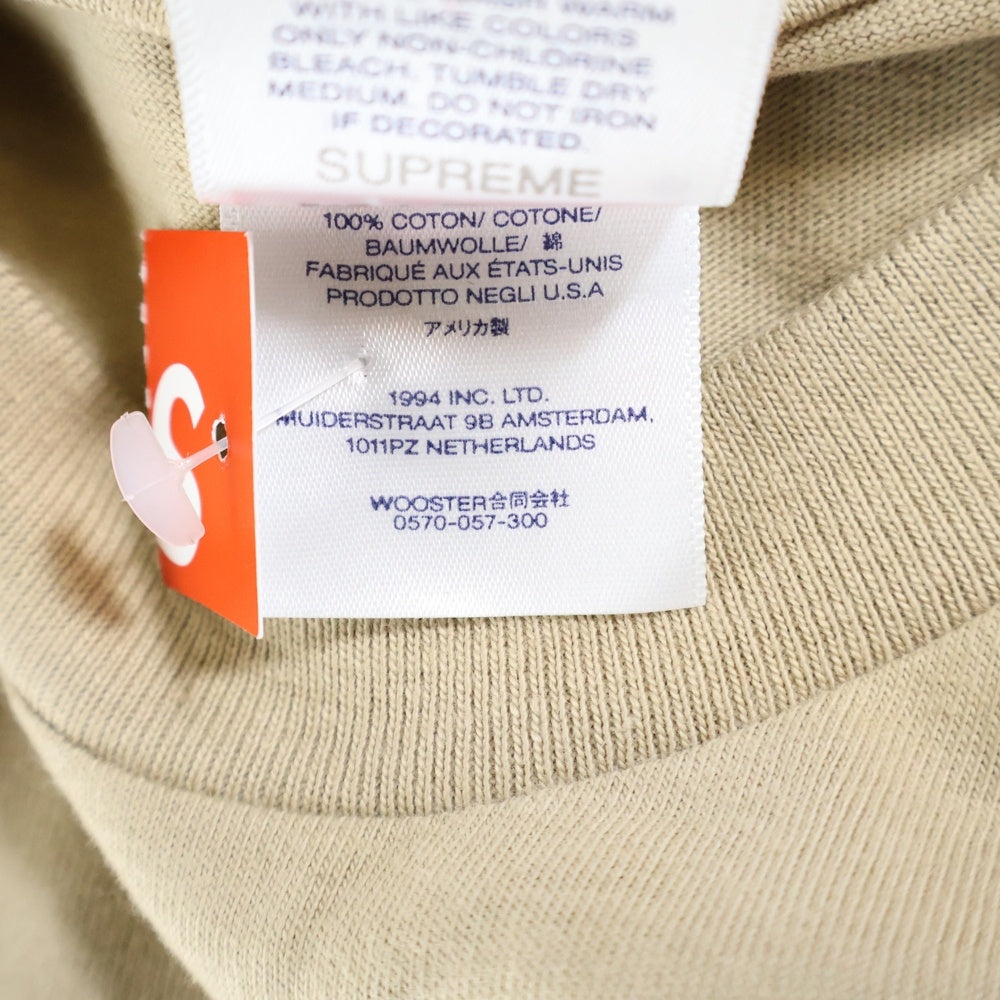 WARM
WITH LIKE COLORS
ONLY NON-CHLORINE
BLEACH. TUMBLE DRY
MEDIUM. DO NOT IRON
IF DECORATED.
SUPREME
100% COTON/ COTONE/
BAUMWOLLE/ 綿
FABRIQUÉ AUX ÉTATS-UNIS
PRODOTTO NEGLI U.S.A
アメリカ製
1994 INC. LTD.
MUIDERSTRAAT 9B AMSTERDAM,
1011PZ NETHERLANDS
WOOSTER合同会社
0570-057-300
S